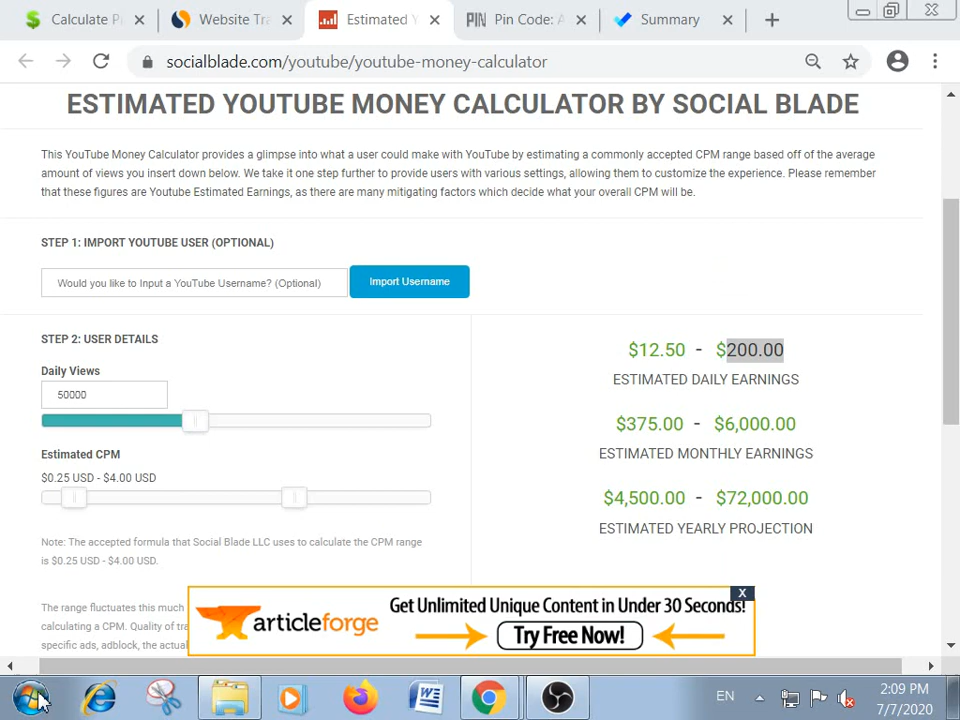 Calculate P
Website Tra
Estimated Y
PIN Pin Code: A
Summary
socialblade.com/youtube/youtube-money-calculator
ESTIMATED YOUTUBE MONEY CALCULATOR BY SOCIAL BLADE
This YouTube Money Calculator provides a glimpse into what a user could make with YouTube by estimating a commonly accepted CPM range based off of the average
amount of views you insert down below. We take it one step further to provide users with various settings, allowing them to customize the experience. Please remember
that these figures are Youtube Estimated Earnings, as there are many mitigating factors which decide what your overall CPM will be.
STEP 1: IMPORT YOUTUBE USER (OPTIONAL)
Would you like to Input a YouTube Username? (Optional)
Import Username
STEP 2: USER DETAILS
Daily Views
50000
Estimated CPM
$0.25 USD - $4.00 USD
Note: The accepted formula that Social Blade LLC uses to calculate the CPM range
is $0.25 USD - $4.00 USD.
The range fluctuates this much
calculating a CPM. Quality of tra
specific ads, adblock, the actual
$12.50 - $200.00
ESTIMATED DAILY EARNINGS
$375.00 - $6,000.00
ESTIMATED MONTHLY EARNINGS
$4,500.00 - $72,000.00
ESTIMATED YEARLY PROJECTION
X
articleforge
Get Unlimited Unique Content in Under 30 Seconds!
Try Free Now!
EN
2:09 PM
7/7/2020